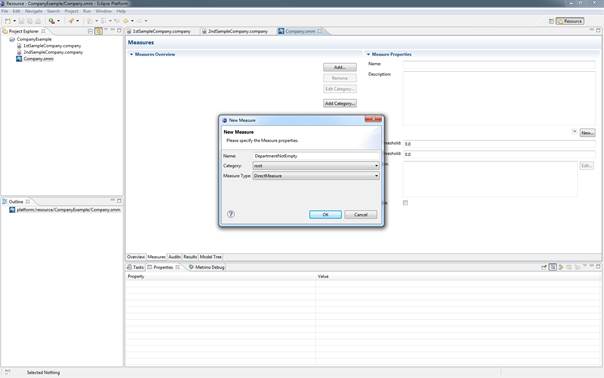 Resource - CompanyExample/Company.smm - Eclipse Platform
File Edit Navigate Search Project Run Window Help
Resource
Project Explorer
CompanyExample
1stSampleCompany.company
2ndSampleCompany.company
Company.smm
Outline
platform:/resource/CompanyExample/Company.smm
1stSampleCompany.company 2ndSampleCompany.company Company.smm
Measures
Measures Overview
Add...
Remove
Edit Category...
Add Category...
Measure Properties
Name:
Description:
New...
hreshold: 0.0
hreshold: 0.0
Edit...
New Measure
New Measure
Please specify the Measure properties.
Name: DepartmentNotEmpty
Category: root
Measure Type: DirectMeasure
OK Cancel
Overview Measures Audits Results Model Tree
Tasks Properties Metrino Debug
Property Value
Selected Nothing